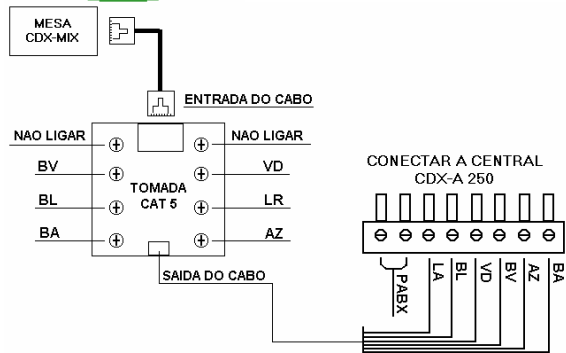 MESA
CDX-MIX
ENTRADA DO CABO
NAO LIGAR
NAO LIGAR
BV
VD
TOMADA
CAT 5
BL
LR
BA
AZ
SAIDA DO CABO
CONECTAR A CENTRAL
CDX-A 250
PABX
LA
BL
VD
BV
AZ
BA